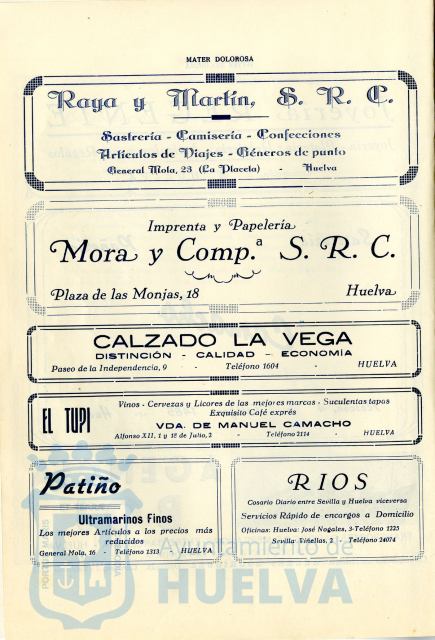 MATER DOLOROSA
Raya y Martín, S. R. C.
Sastrería - Camisería - Confecciones
Artículos de Viajes - Géneros de punto
General Mola, 23 (La Placeta) - Huelva
Imprenta y Papelería
Mora y Comp.ª S. R. C.
Plaza de las Monjas, 18 Huelva
CALZADO LA VEGA
DISTINCIÓN - CALIDAD - ECONOMÍA
Paseo de la Independencia, 9 - Teléfono 1604 - HUELVA
EL TUPI
Vinos - Cervezas y Licores de las mejores marcas - Suculentas tapas
Exquisito Café exprés
VDA. DE MANUEL CAMACHO
Alfonso XII, 1 y 18 de Julio, 2 - Teléfono 2114 - HUELVA
Patiño
Ultramarinos Finos
Los mejores Artículos a los precios más
reducidos
General Mola, 16 - Teléfono 1313 HUELVA
RIOS
Cosario Diario entre Sevilla y Huelva viceversa
Servicios Rápido de encargos a Domicilio
Oficinas: Huelva: José Nogales, 3-Teléfono 1225
Sevilla Viñellas, 2 - Teléfono 24074
Ayuntamiento de
HUELVA